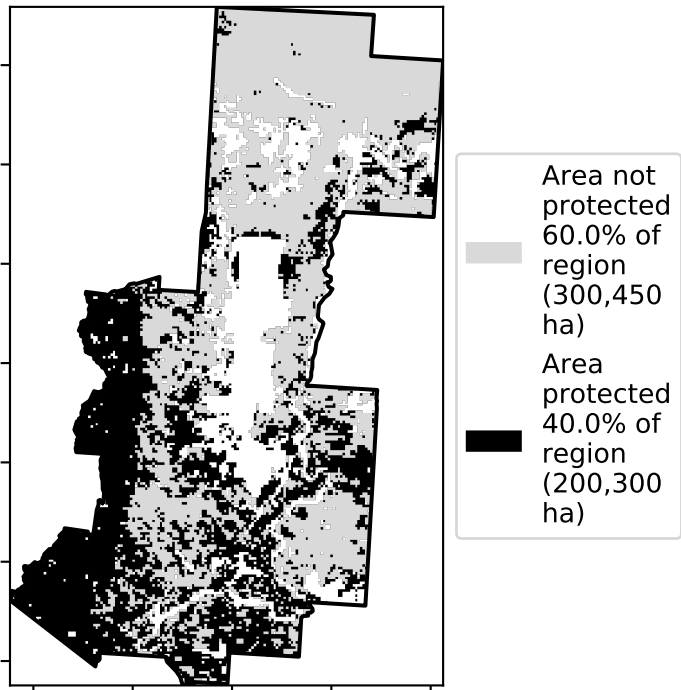 Area not
protected
60.0% of
region
(300,450
ha)
Area
protected
40.0% of
region
(200,300
ha)